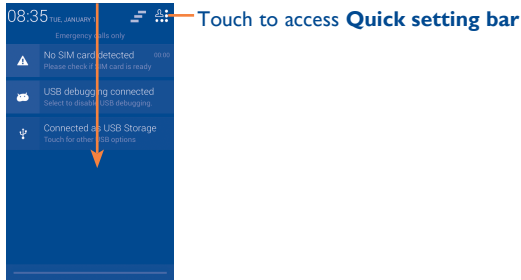 08:35 TUE, JANUARY 1
Touch to access Quick setting bar
Emergency calls only
No SIM card detected 00:00
Please check if SIM card is ready
USB debugging connected
Select to disable USB debugging.
Connected as USB Storage
Touch for other USB options